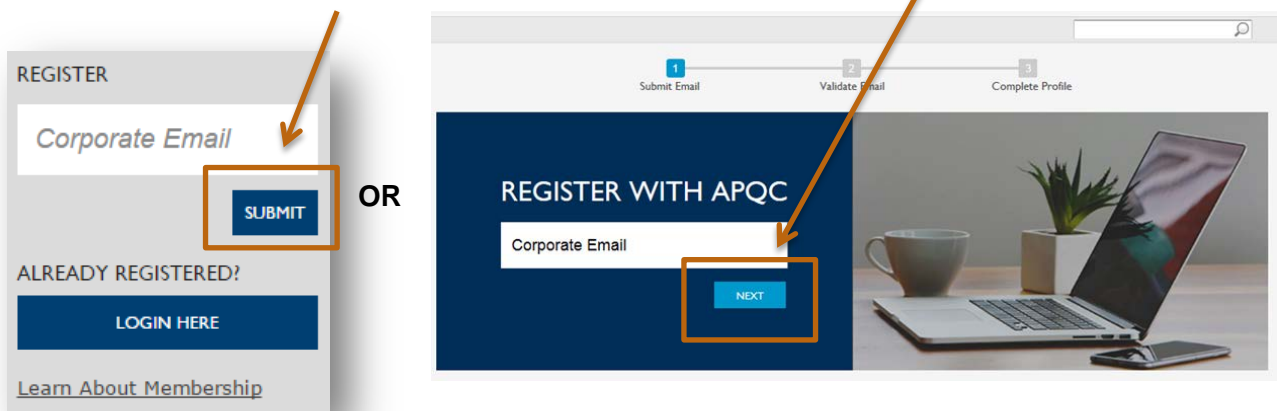 REGISTER
Corporate Email
SUBMIT
ALREADY REGISTERED?
LOGIN HERE
Learn About Membership
OR
1 2 3
Submit Email Validate Email Complete Profile
REGISTER WITH APQC
Corporate Email
NEXT